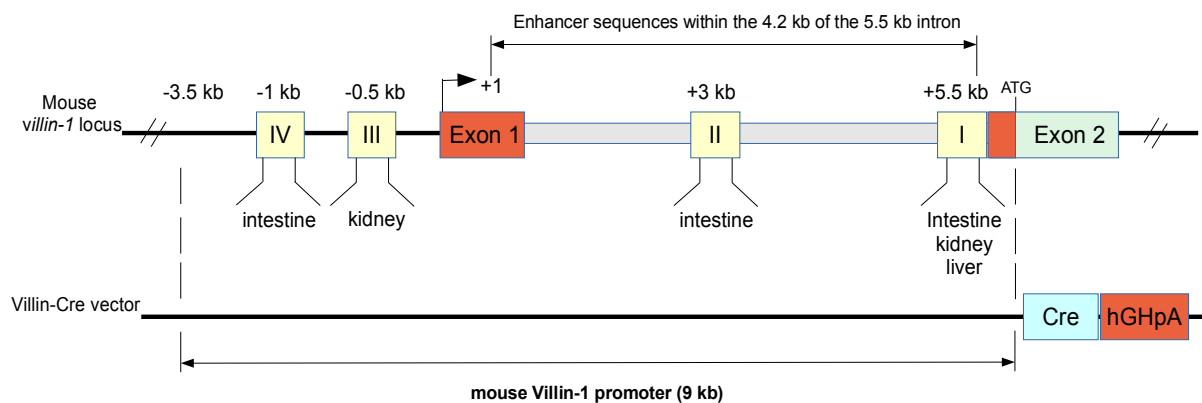 Enhancer sequences within the 4.2 kb of the 5.5 kb intron
-3.5 kb -1 kb -0.5 kb +1 +3 kb +5.5 kb ATG
Mouse
villin-1 locus
IV III Exon 1 II I Exon 2
intestine kidney intestine Intestine
kidney
liver
Villin-Cre vector
Cre hGHpA
mouse Villin-1 promoter (9 kb)